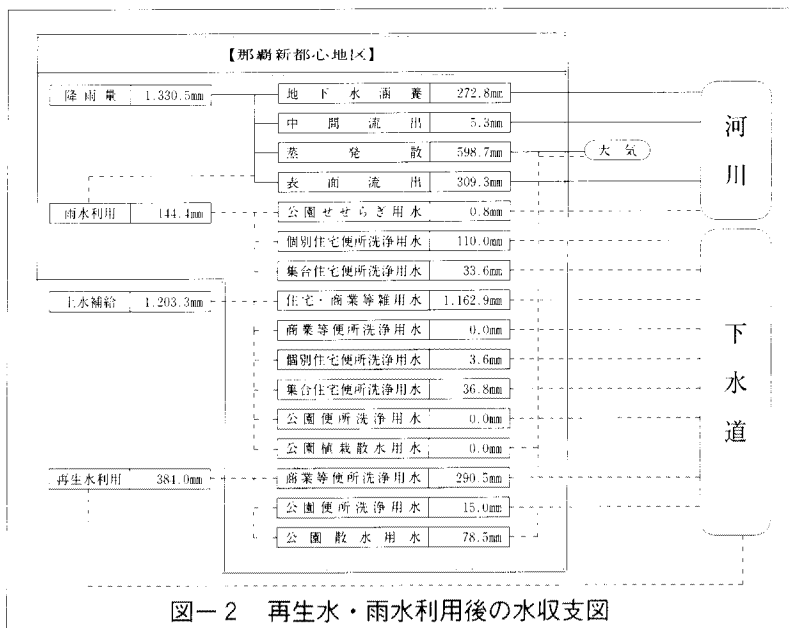 【那覇新都心地区】
降雨量 1.330.5mm
地下水涵養 272.8mm
中間流出 5.3mm
蒸発散 598.7mm
大気
表面流出 309.3mm
河川
雨水利用 144.4mm
公園せせらぎ用水 0.8mm
個別住宅便所洗浄用水 110.0mm
集合住宅便所洗浄用水 33.6mm
上水補給 1.203.3mm
住宅・商業等雑用水 1.162.9mm
商業等便所洗浄用水 0.0mm
個別住宅便所洗浄用水 3.6mm
集合住宅便所洗浄用水 36.8mm
公園便所洗浄用水 0.0mm
公園植栽散水用水 0.0mm
下水道
再生水利用 384.0mm
商業等便所洗浄用水 290.5mm
公園便所洗浄用水 15.0mm
公園散水用水 78.5mm
図－2 再生水・雨水利用後の水収支図